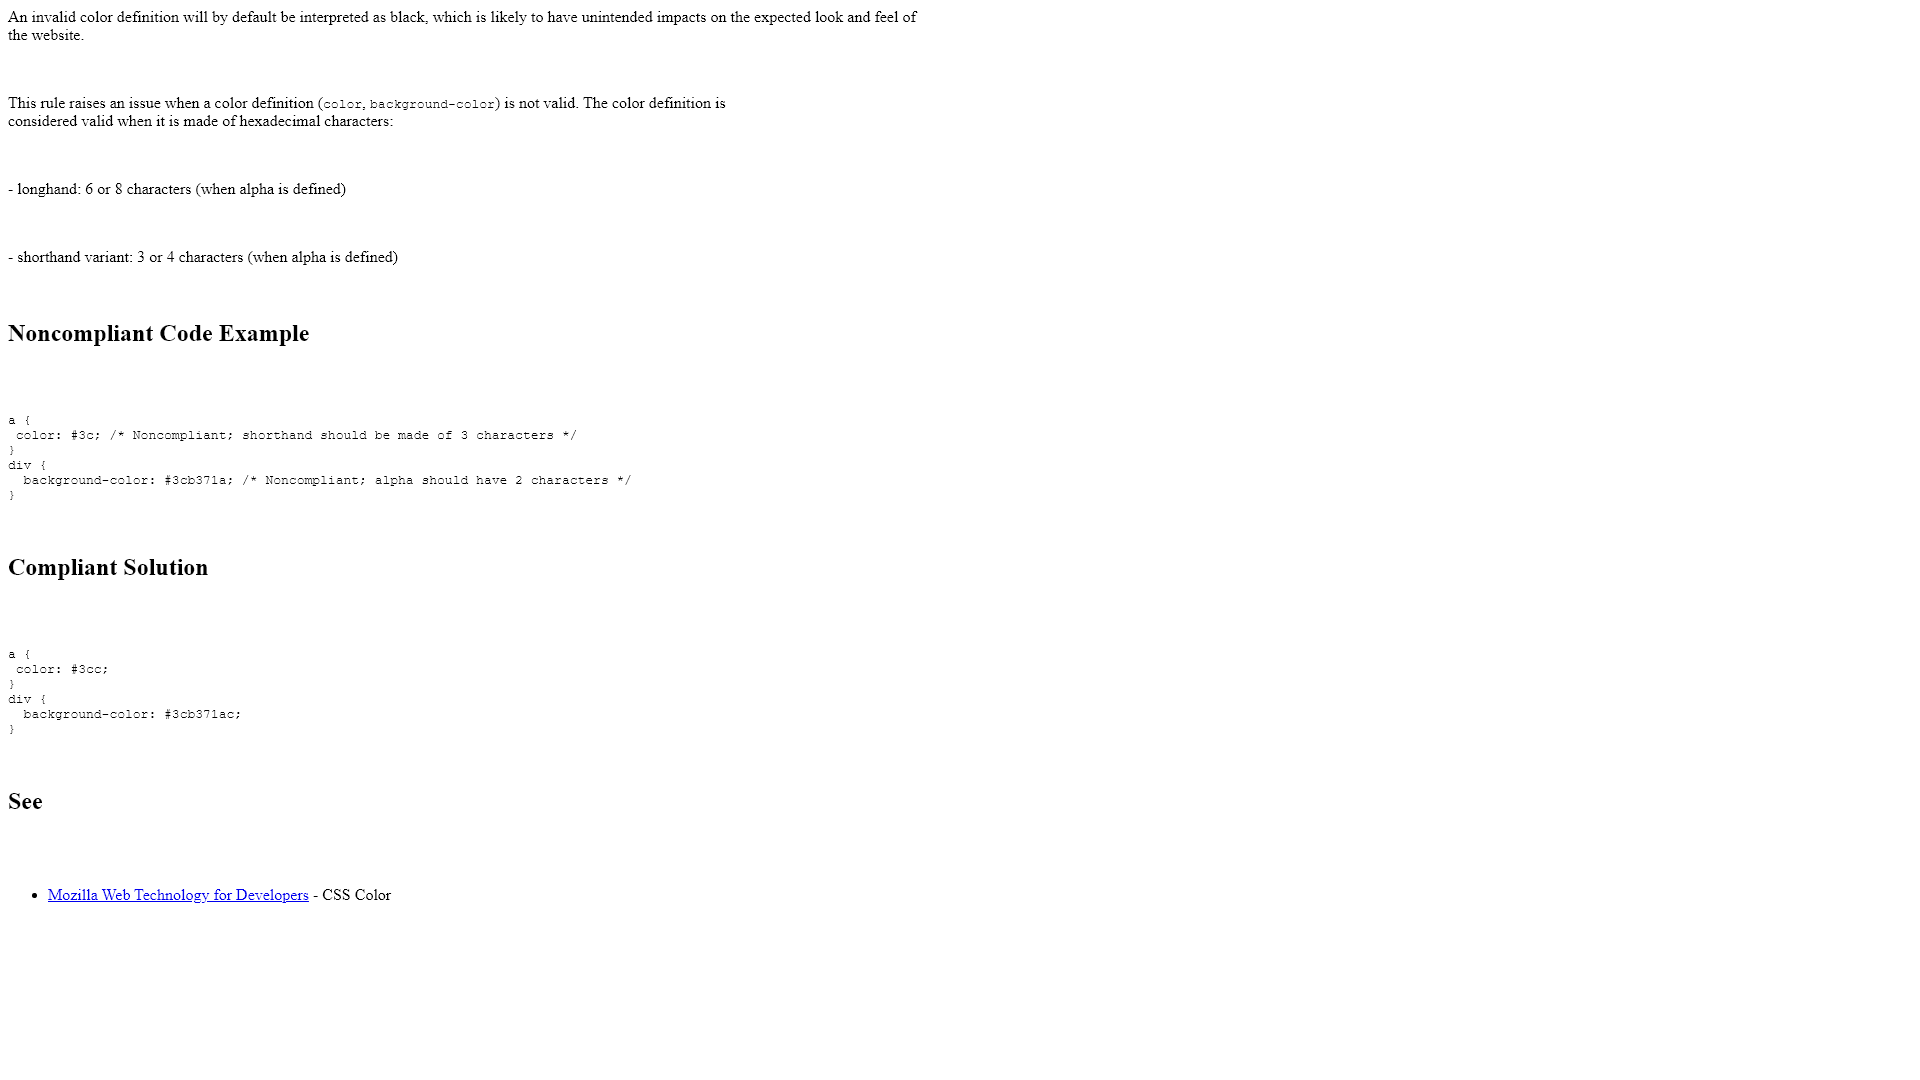 An invalid color definition will by default be interpreted as black, which is likely to have unintended impacts on the expected look and feel of
the website.
This rule raises an issue when a color definition (color, background-color) is not valid. The color definition is
considered valid when it is made of hexadecimal characters:
- longhand: 6 or 8 characters (when alpha is defined)
- shorthand variant: 3 or 4 characters (when alpha is defined)
Noncompliant Code Example
a {
 color: #3c; /* Noncompliant; shorthand should be made of 3 characters */
}
div {
  background-color: #3cb371a; /* Noncompliant; alpha should have 2 characters */
}
Compliant Solution
a {
 color: #3cc;
}
div {
  background-color: #3cb371ac;
}
See
• Mozilla Web Technology for Developers - CSS Color